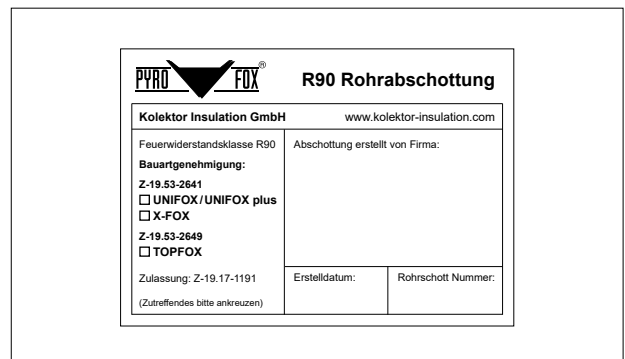 PYRO FOX®
R90 Rohrabschottung
Kolektor Insulation GmbH
www.kolektor-insulation.com
Feuerwiderstandsklasse R90
Bauartgenehmigung:
Z-19.53-2641
UNIFOX/UNIFOX plus
X-FOX
Z-19.53-2649
TOPFOX
Zulassung: Z-19.17-1191
(Zutreffendes bitte ankreuzen)
Abschottung erstellt von Firma:
Erstelldatum:
Rohrschott Nummer: